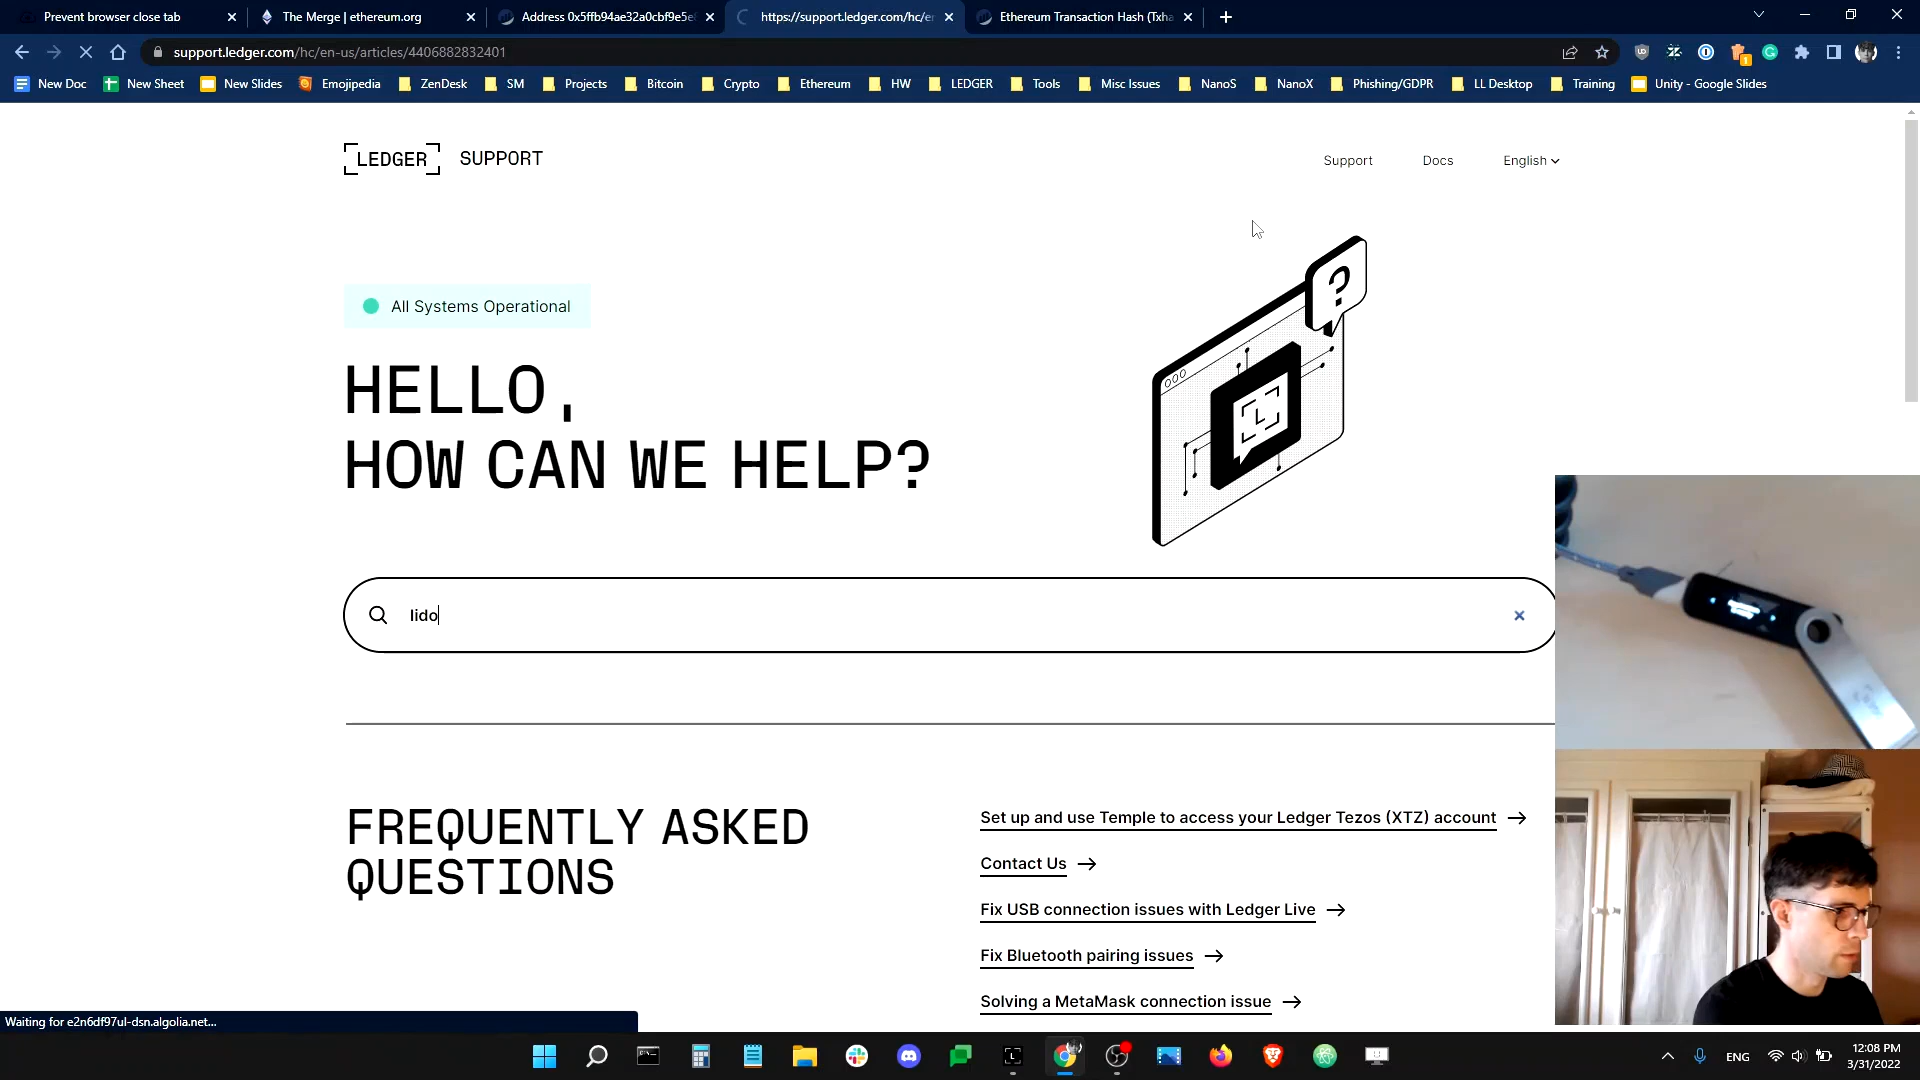 Prevent browser close tab
The Merge | ethereum.org
Address 0x5ffb94ae32a0cbf9e5e
https://support.ledger.com/hc/en
Ethereum Transaction Hash (Txha
support.ledger.com/hc/en-us/articles/4406882832401
New Doc
New Sheet
New Slides
Emojipedia
ZenDesk
SM
Projects
Bitcoin
Crypto
Ethereum
HW
LEDGER
Tools
Misc Issues
NanoS
NanoX
Phishing/GDPR
LL Desktop
Training
Unity - Google Slides
LEDGER SUPPORT
Support
Docs
English
All Systems Operational
HELLO,
HOW CAN WE HELP?
lido
FREQUENTLY ASKED
QUESTIONS
Set up and use Temple to access your Ledger Tezos (XTZ) account
Contact Us
Fix USB connection issues with Ledger Live
Fix Bluetooth pairing issues
Solving a MetaMask connection issue
Waiting for e2n6df97ul-dsn.algolia.net...
ENG
12:08 PM
3/31/2022